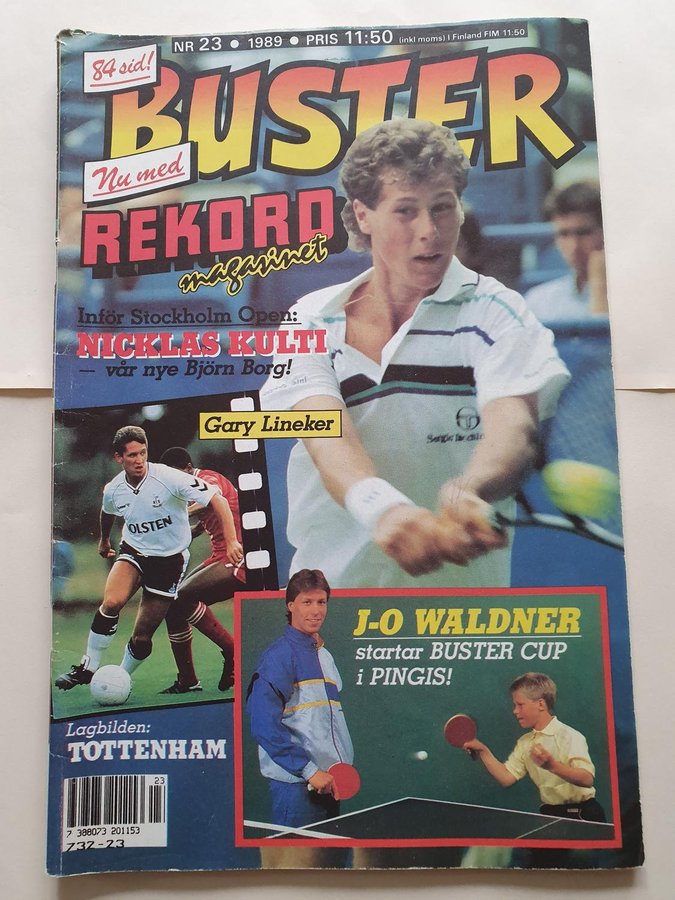 NR 23 • 1989 • PRIS 11:50 (inkl moms) I Finland FIM 11:50
84 sid!
BUSTER
Nu med
REKORD
magasinet
Inför Stockholm Open:
NICKLAS KULTI
— vår nye Björn Borg!
Gary Lineker
OLSTEN
J-O WALDNER
startar BUSTER CUP
i PINGIS!
Lagbilden:
TOTTENHAM
23
7 388073 201153
732-23